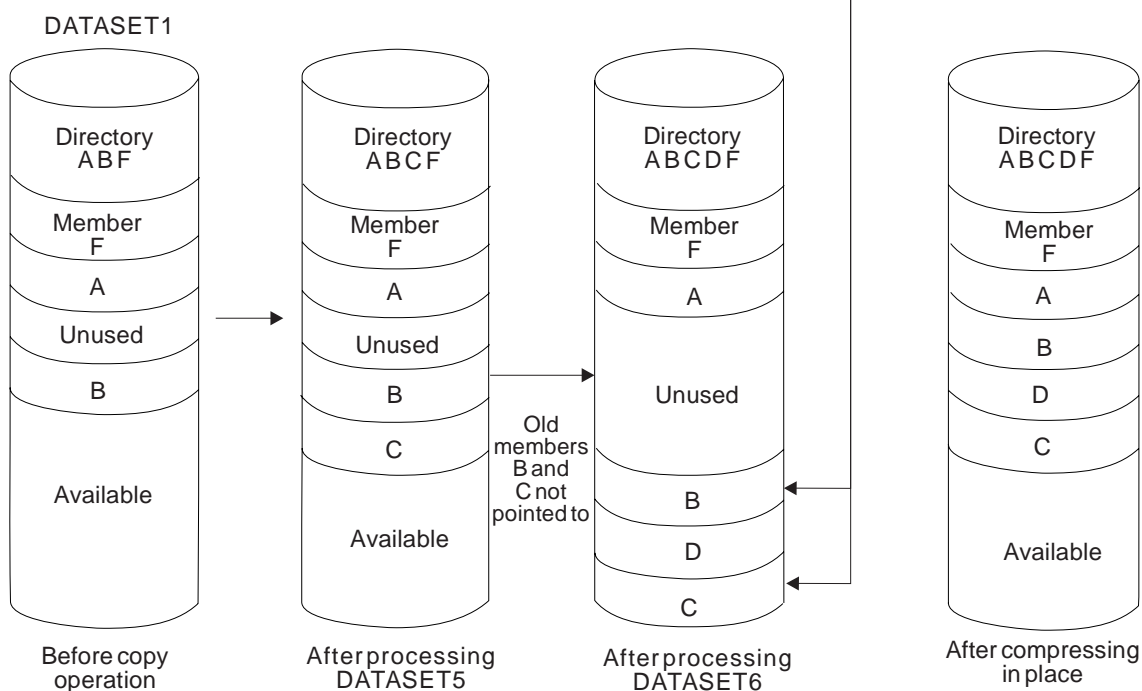 DATASET1
Directory
A B F
Member
F
A
Unused
B
Available
Before copy
operation
Directory
A B C F
Member
F
A
Unused
B
C
Available
After processing
DATASET5
Old
members
B and
C not
pointed to
Directory
A B C D F
Member
F
A
Unused
B
D
C
After processing
DATASET6
Directory
A B C D F
Member
F
A
B
D
C
Available
After compressing
in place